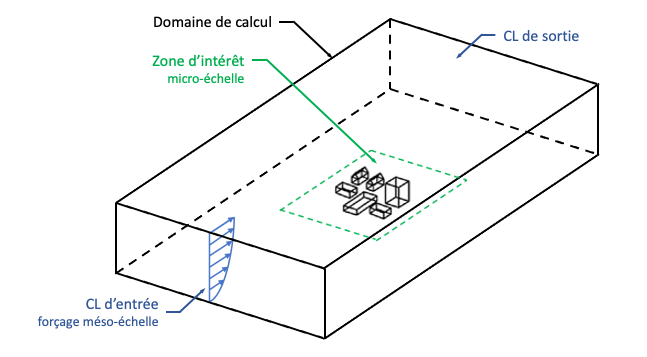 Domaine de calcul
CL de sortie
Zone d’intérêt
micro-échelle
CL d’entrée
forçage méso-échelle